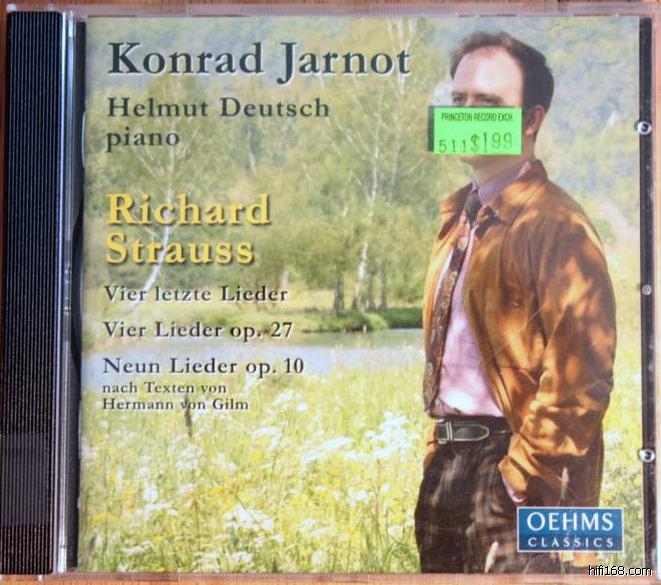 Konrad Jarnot
Helmut Deutsch
piano
PRINCETON RECORD EXCH.
511$1.99
Richard
Strauss
Vier letzte Lieder
Vier Lieder op. 27
Neun Lieder op. 10
nach Texten von
Hermann von Gilm
OEHMS
CLASSICS
hifi168.com